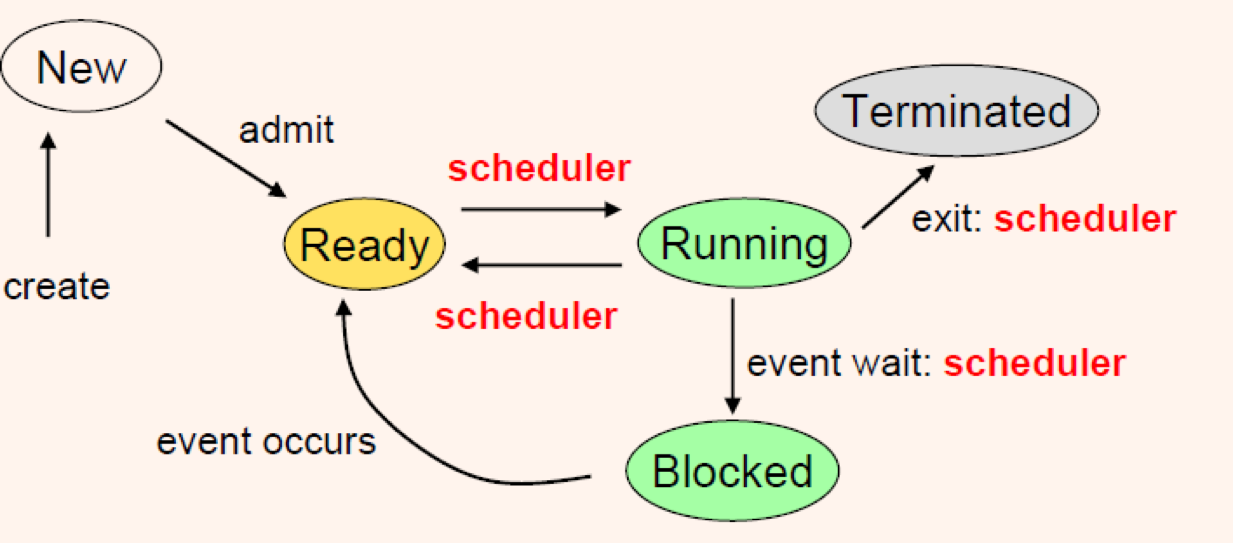 New
Terminated
admit
scheduler
exit: scheduler
Ready
Running
create
scheduler
event wait: scheduler
event occurs
Blocked